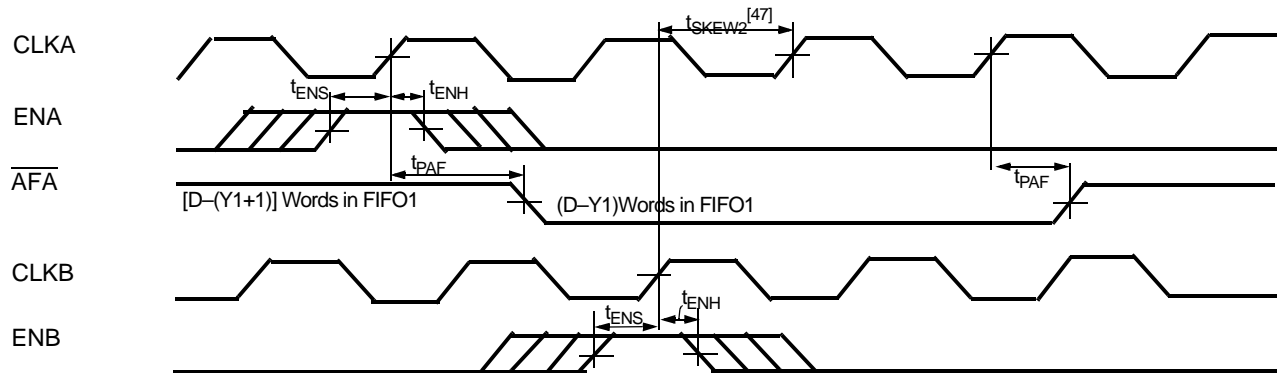 tSKEW2[47]
CLKA
tENS tENH
ENA
tPAF
AFA
[D–(Y1+1)] Words in FIFO1 (D–Y1)Words in FIFO1 tPAF
CLKB
tENS tENH
ENB